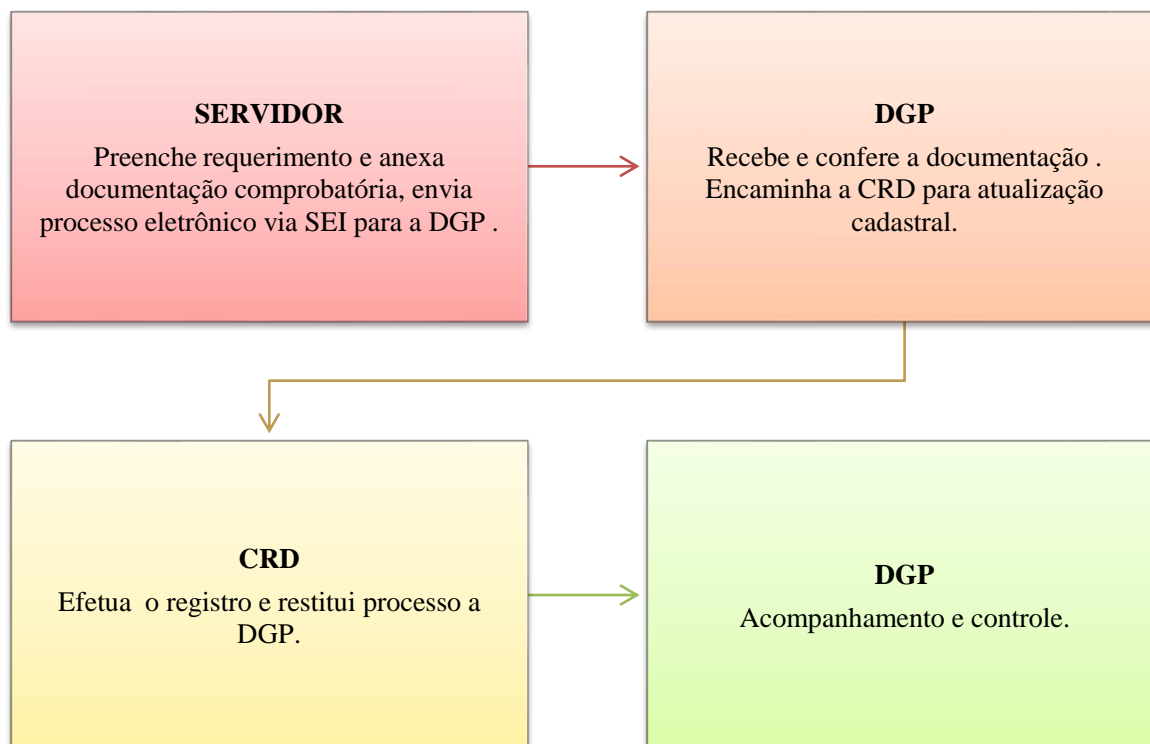 SERVIDOR
Preenche requerimento e anexa
documentação comprobatória, envia
processo eletrônico via SEI para a DGP .
DGP
Recebe e confere a documentação .
Encaminha a CRD para atualização
cadastral.
CRD
Efetua  o registro e restitui processo a
DGP.
DGP
Acompanhamento e controle.